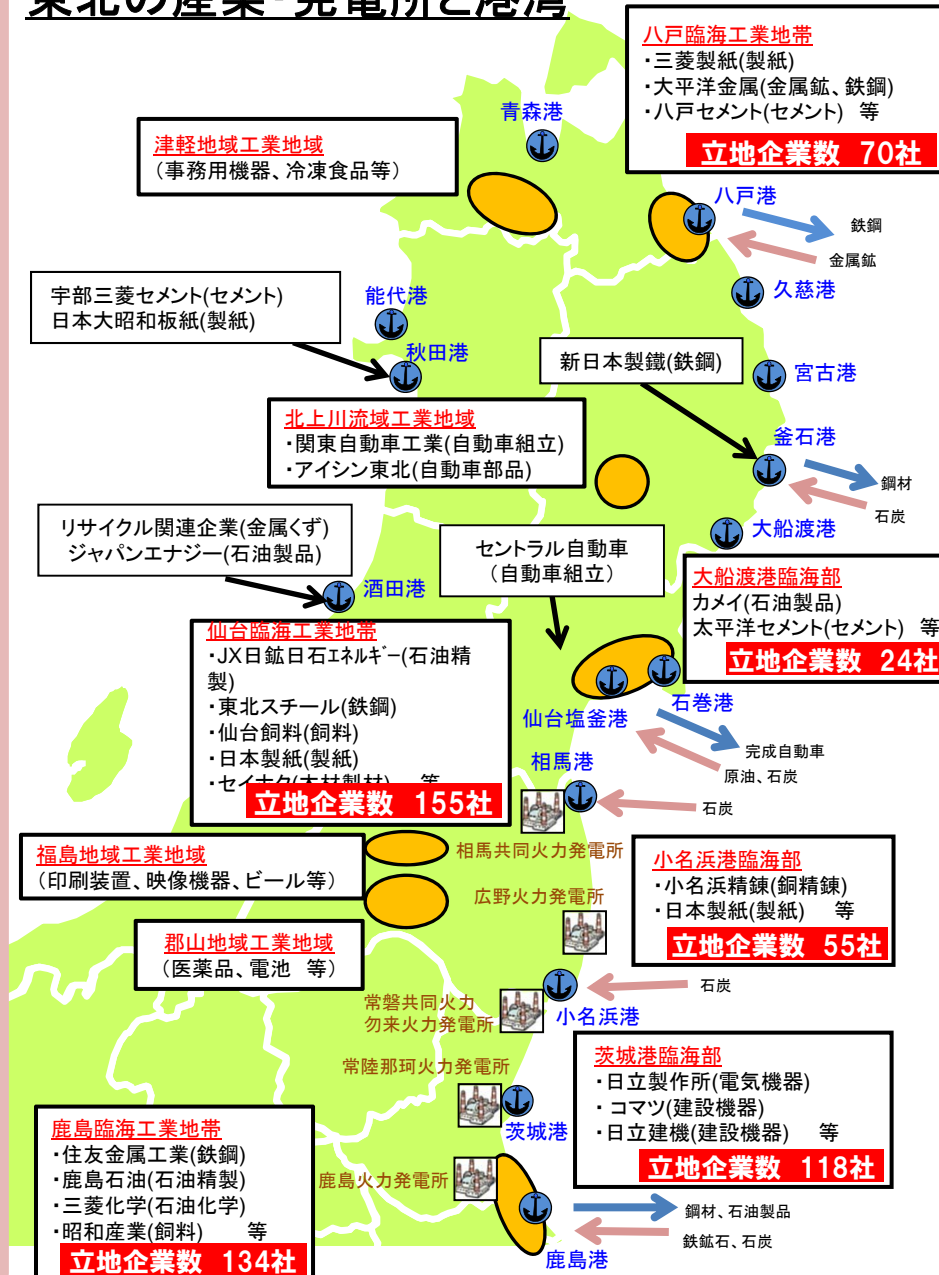 東北の産業・発電所と港湾
八戸臨海工業地帯
・三菱製紙(製紙)
・大平洋金属(金属鉱、鉄鋼)
・八戸セメント(セメント) 等
立地企業数 70社
青森港
津軽地域工業地域
(事務用機器、冷凍食品等)
八戸港
鉄鋼
金属鉱
久慈港
宇部三菱セメント(セメント)
日本大昭和板紙(製紙)
能代港
秋田港
新日本製鐵(鉄鋼)
宮古港
北上川流域工業地域
・関東自動車工業(自動車組立)
・アイシン東北(自動車部品)
釜石港
鋼材
石炭
リサイクル関連企業(金属くず)
ジャパンエナジー(石油製品)
セントラル自動車
(自動車組立)
大船渡港
酒田港
大船渡港臨海部
カメイ(石油製品)
太平洋セメント(セメント) 等
立地企業数 24社
仙台臨海工業地帯
・JX日鉱日石エネルギー(石油精
製)
・東北スチール(鉄鋼)
・仙台飼料(飼料)
・日本製紙(製紙)
・セイホク(木材製材) 等
立地企業数 155社
仙台塩釜港
石巻港
完成自動車
原油、石炭
相馬港
石炭
相馬共同火力発電所
福島地域工業地域
(印刷装置、映像機器、ビール等)
小名浜港臨海部
・小名浜精錬(銅精錬)
・日本製紙(製紙) 等
立地企業数 55社
広野火力発電所
郡山地域工業地域
(医薬品、電池 等)
石炭
常磐共同火力
勿来火力発電所
小名浜港
常陸那珂火力発電所
茨城港
茨城港臨海部
・日立製作所(電気機器)
・コマツ(建設機器)
・日立建機(建設機器) 等
立地企業数 118社
鹿島臨海工業地帯
・住友金属工業(鉄鋼)
・鹿島石油(石油精製)
・三菱化学(石油化学)
・昭和産業(飼料) 等
立地企業数 134社
鹿島火力発電所
鋼材、石油製品
鉄鉱石、石炭
鹿島港